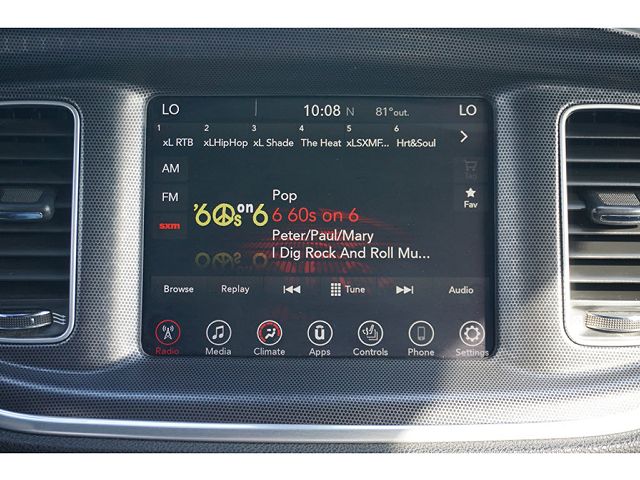 LO 10:08 N 81°out. LO
1 2 3 4 5 6
xL RTB xLHipHop xL Shade The Heat xLSXMF... Hrt&Soul
AM
FM
sxm
'60s on 6
Pop
6 60s on 6
Peter/Paul/Mary
I Dig Rock And Roll Mu...
Fav
Browse Replay Tune Audio
Radio Media Climate Apps Controls Phone Settings